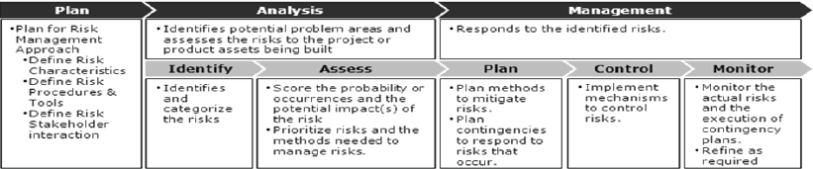 Plan
Analysis
Management
•Plan for Risk
Management
Approach
•Define Risk
Characteristics
•Define Risk
Procedures &
Tools
•Define Risk
Stakeholder
interaction
•Identifies potential problem areas and
assesses the risks to the project or
product assets being built
•Responds to the identified risks.
Identify
Assess
Plan
Control
Monitor
•Identifies
and
categorize
the risks
•Score the probability or
occurrences and the
potential impact(s) of
the risk
•Prioritize risks and the
methods needed to
manage risks.
•Plan methods
to mitigate
risks.
•Plan
contingencies
to respond to
risks that
occur.
•Implement
mechanisms
to control
risks.
•Monitor the
actual risks
and the
execution of
contingency
plans.
•Refine as
required